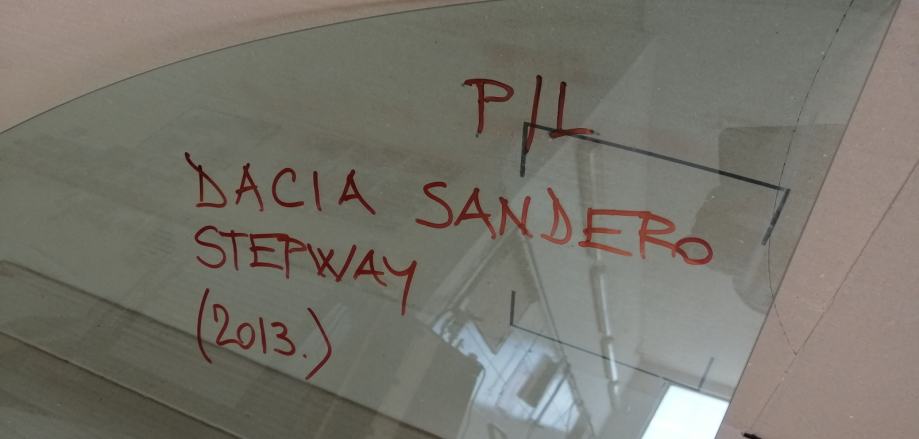 P/L
DACIA SANDERO
STEPWAY
(2013.)